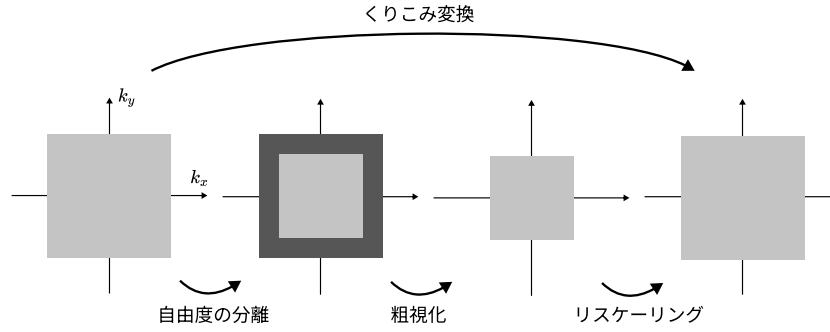 くりこみ変換
k_y
k_x
自由度の分離
粗視化
リスケーリング